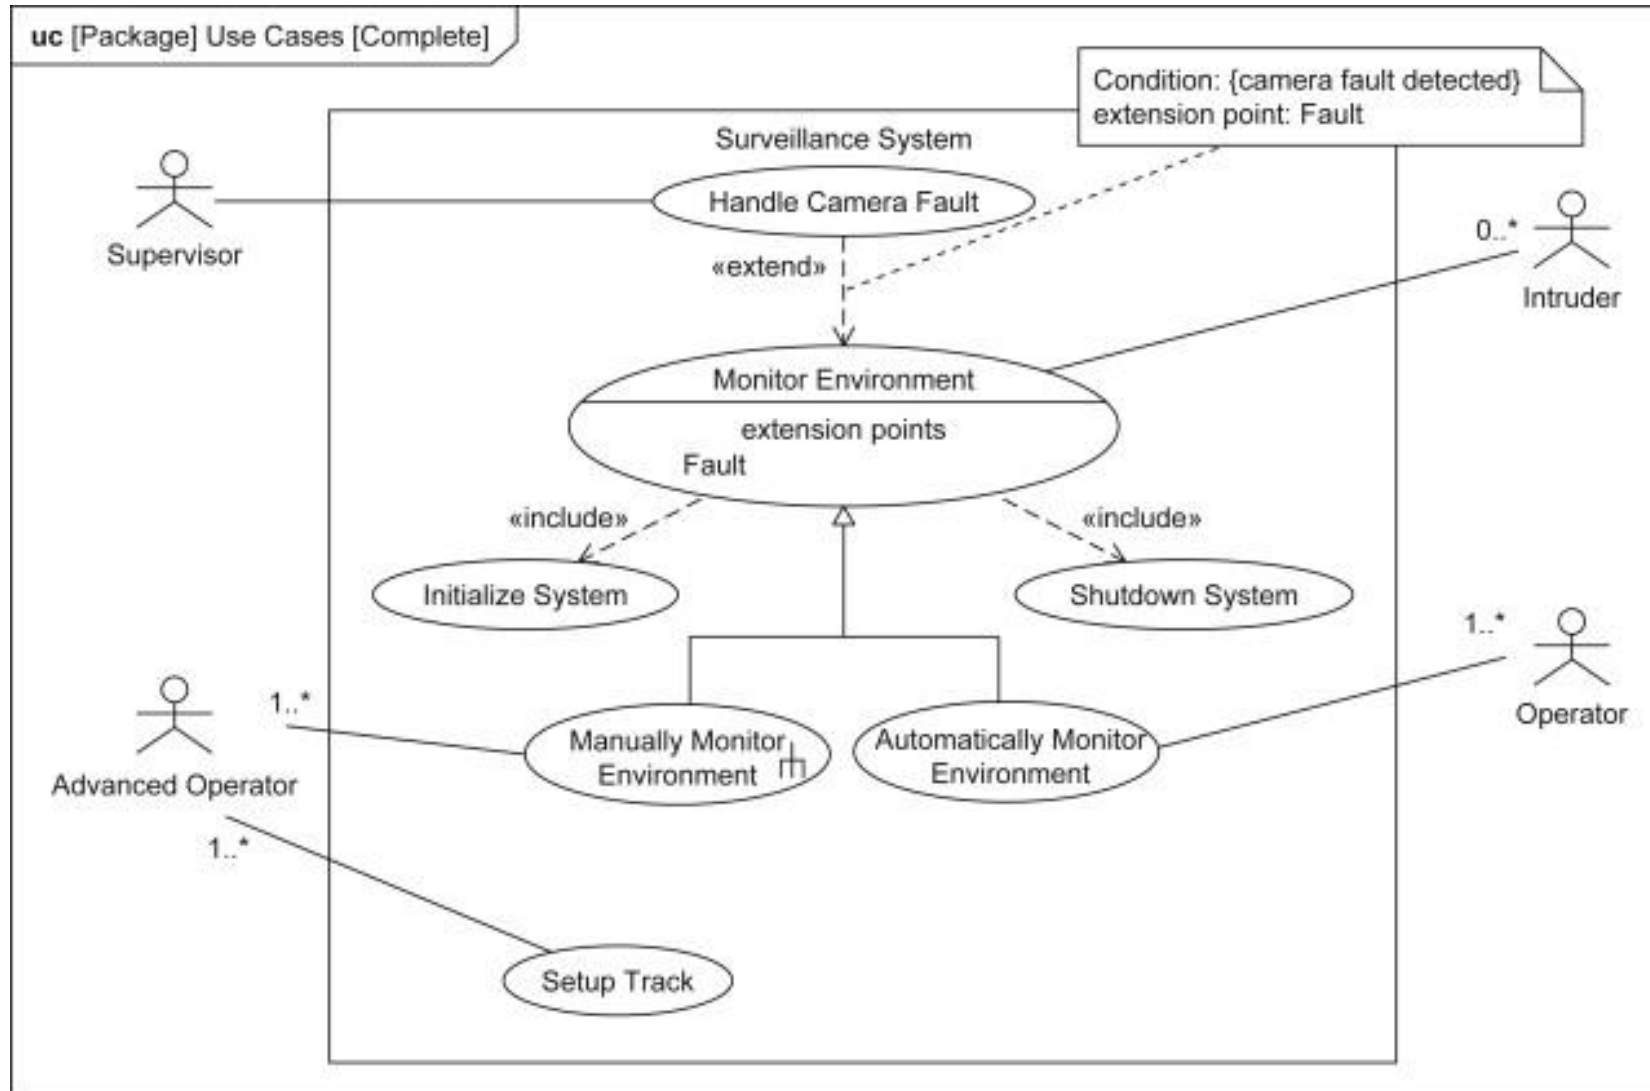 uc [Package] Use Cases [Complete]
Condition: {camera fault detected}
extension point: Fault
Surveillance System
Handle Camera Fault
Supervisor
«extend»
0..*
Intruder
Monitor Environment
extension points
Fault
«include»
«include»
Initialize System
Shutdown System
1..*
Operator
1..*
Advanced Operator
Manually Monitor
Environment
Automatically Monitor
Environment
1..*
Setup Track